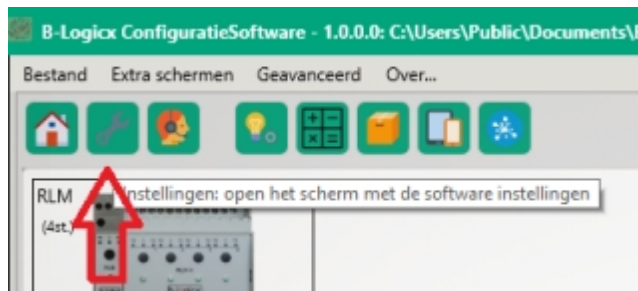 B-Logicx ConfiguratieSoftware - 1.0.0.0: C:\Users\Public\Documents\
Bestand Extra schermen Geavanceerd Over...
RLM
Instellingen: open het scherm met de software instellingen
(4st.)